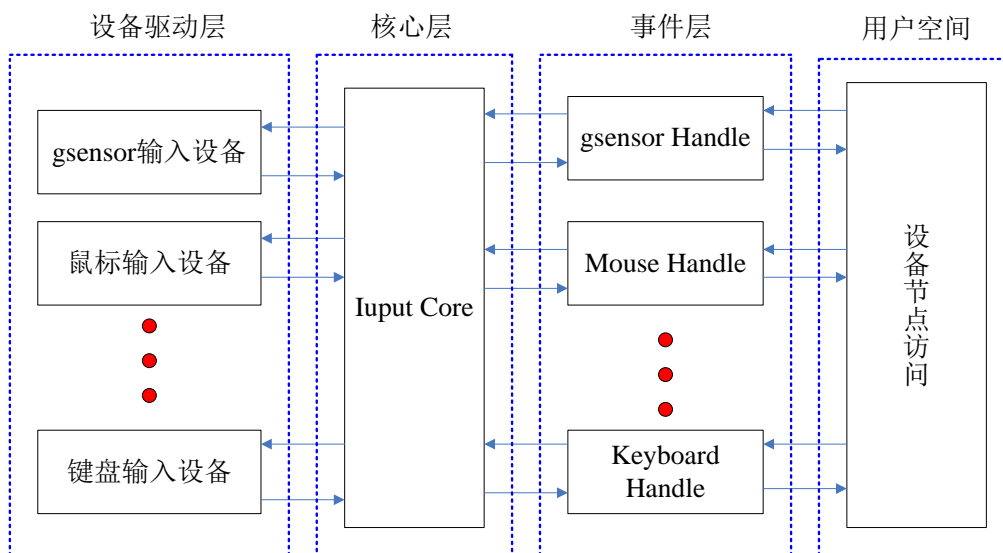 设备驱动层
核心层
事件层
用户空间
gsensor输入设备
鼠标输入设备
键盘输入设备
Iuput Core
gsensor Handle
Mouse Handle
Keyboard
Handle
设备节点访问